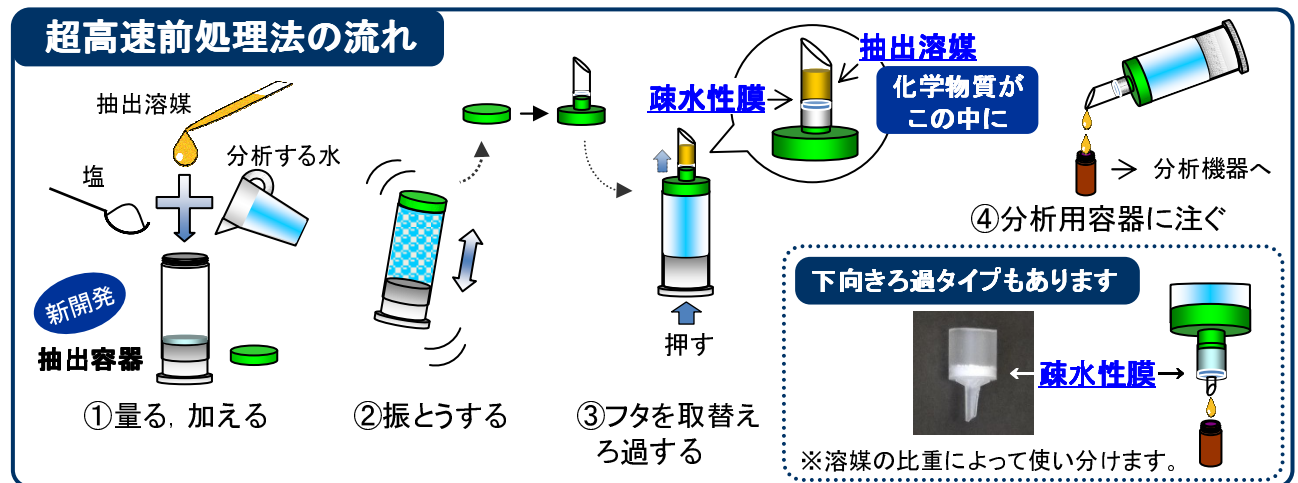 超高速前処理法の流れ
抽出溶媒
塩
分析する水
新開発
抽出容器
①量る，加える
②振とうする
疎水性膜
抽出溶媒
化学物質が
この中に
押す
③フタを取替え
ろ過する
→ 分析機器へ
④分析用容器に注ぐ
下向きろ過タイプもあります
←疎水性膜→
※溶媒の比重によって使い分けます。